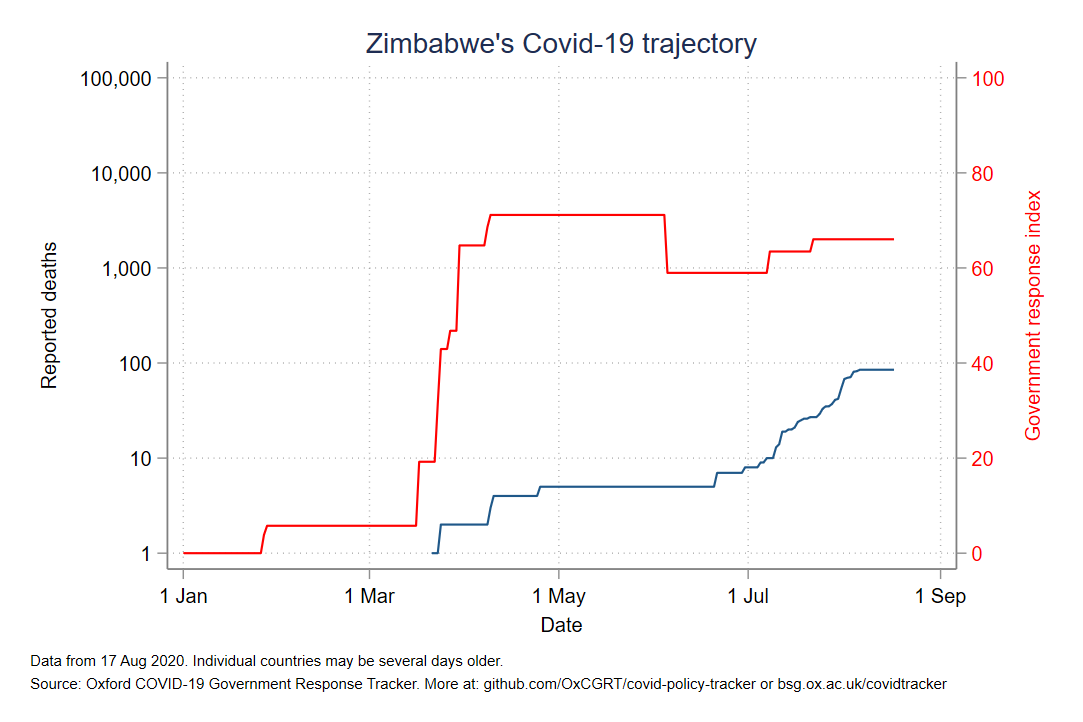 Zimbabwe's Covid-19 trajectory
100,000
10,000
1,000
100
10
1
Reported deaths
100
80
60
40
20
0
Government response index
1 Jan
1 Mar
1 May
1 Jul
1 Sep
Date
Data from 17 Aug 2020. Individual countries may be several days older.
Source: Oxford COVID-19 Government Response Tracker. More at: github.com/OxCGRT/covid-policy-tracker or bsg.ox.ac.uk/covidtracker